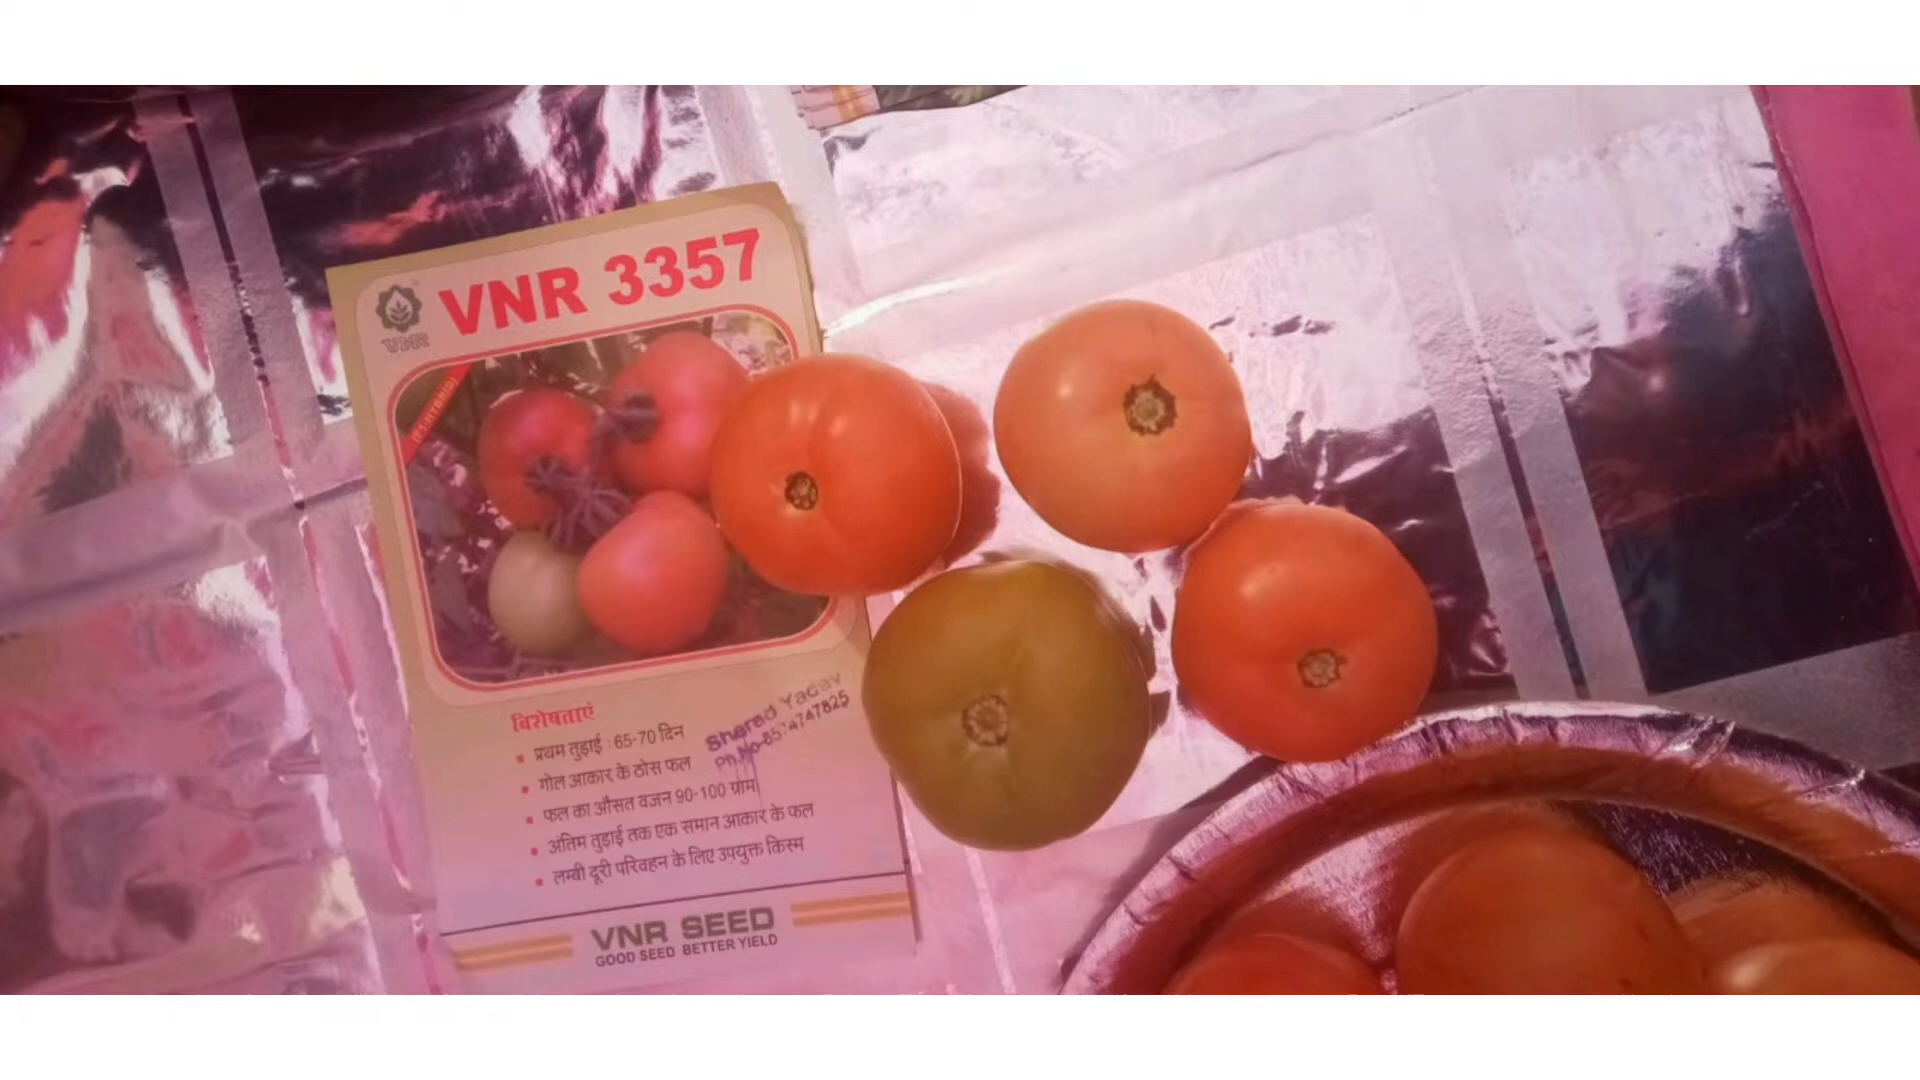 VNR 3357
VNR
(F1 HYBRID)
विशेषताएं
प्रथम तुड़ाई : 65-70 दिन
गोल आकार के ठोस फल
फल का औसत वजन 90-100 ग्राम
अंतिम तुड़ाई तक एक समान आकार के फल
लम्बी दूरी परिवहन के लिए उपयुक्त किस्म
Sharad Yadav
Ph.No-
VNR SEED
GOOD SEED BETTER YIELD